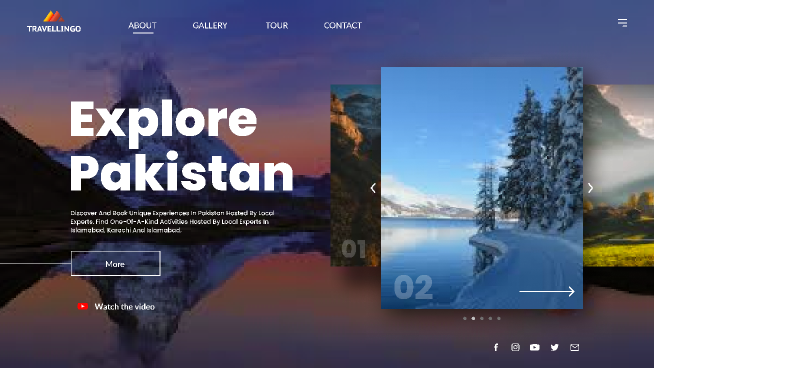 TRAVELLINGO
ABOUT GALLERY TOUR CONTACT
Explore
Pakistan
Discover And Book Unique Experiences In Pakistan Hosted By Local
Experts. Find One-Of-A-Kind Activities Hosted By Local Experts In
Islamabad, Karachi And Islamabad.
More
Watch the video
01
02